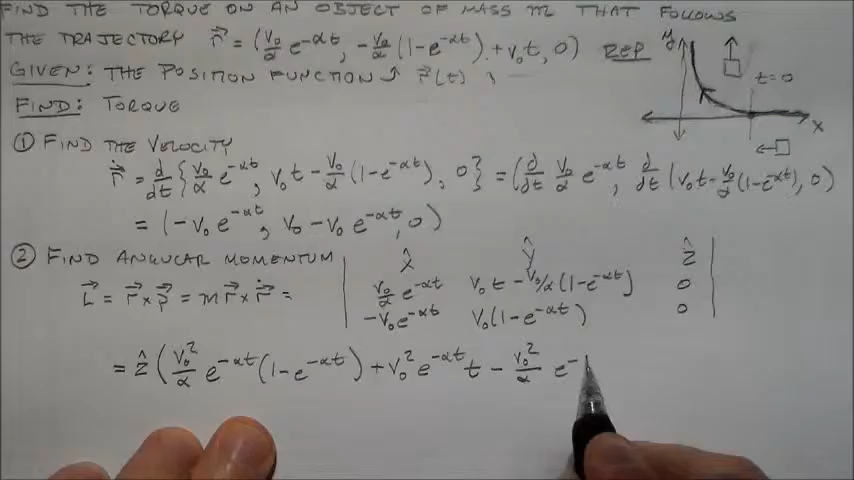 FIND THE TORQUE ON AN OBJECT OF MASS m THAT FOLLOWS
THE TRAJECTORY r⃗ = (v₀/α e^{-αt}, -v₀/α (1-e^{-αt}) + v₀t, 0) REP
GIVEN: THE POSITION FUNCTION r⃗(t)
FIND: TORQUE
y
t=0
x
① FIND THE VELOCITY
ṙ⃗ = d/dt {v₀/α e^{-αt}, v₀t - v₀/α (1-e^{-αt}), 0} = (d/dt v₀/α e^{-αt}, d/dt (v₀t - v₀/α (1-e^{-αt}), 0)
= (-v₀e^{-αt}, v₀ - v₀e^{-αt}, 0)
② FIND ANGULAR MOMENTUM
x̂ ŷ ẑ
L⃗ = r⃗ × p⃗ = m r⃗ × ṙ⃗ = | v₀/α e^{-αt} v₀t - v₀/α (1-e^{-αt}) 0 |
-v₀e^{-αt} v₀(1-e^{-αt}) 0
= ẑ (v₀²/α e^{-αt} (1-e^{-αt}) + v₀² e^{-αt} t - v₀²/α e^-